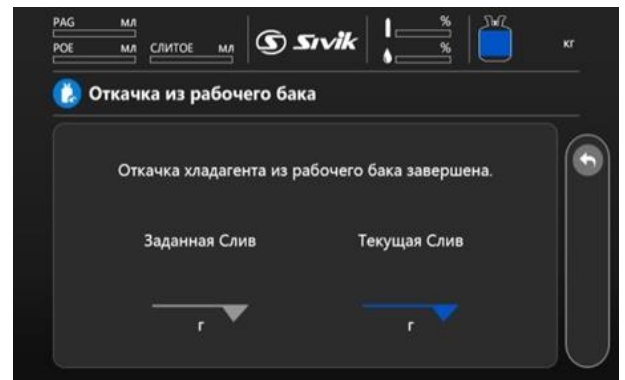 PAG мл
POE мл СЛИТОЕ мл
Sıvık
%
%
кг
Откачка из рабочего бака
Откачка хладагента из рабочего бака завершена.
Заданная Слив Текущая Слив
г г